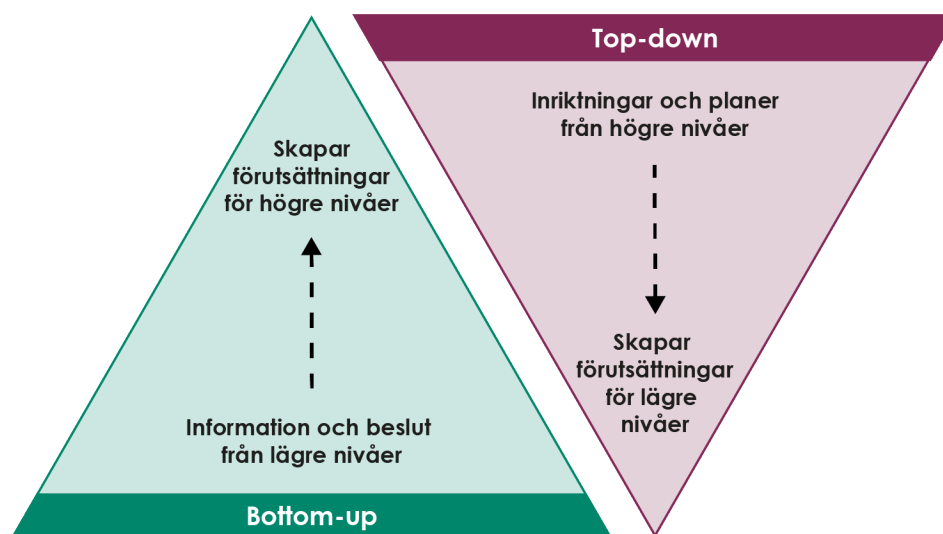 Skapar
förutsättningar
för högre nivåer
Information och beslut
från lägre nivåer
Bottom-up
Top-down
Inriktningar och planer
från högre nivåer
Skapar
förutsättningar
för lägre
nivåer